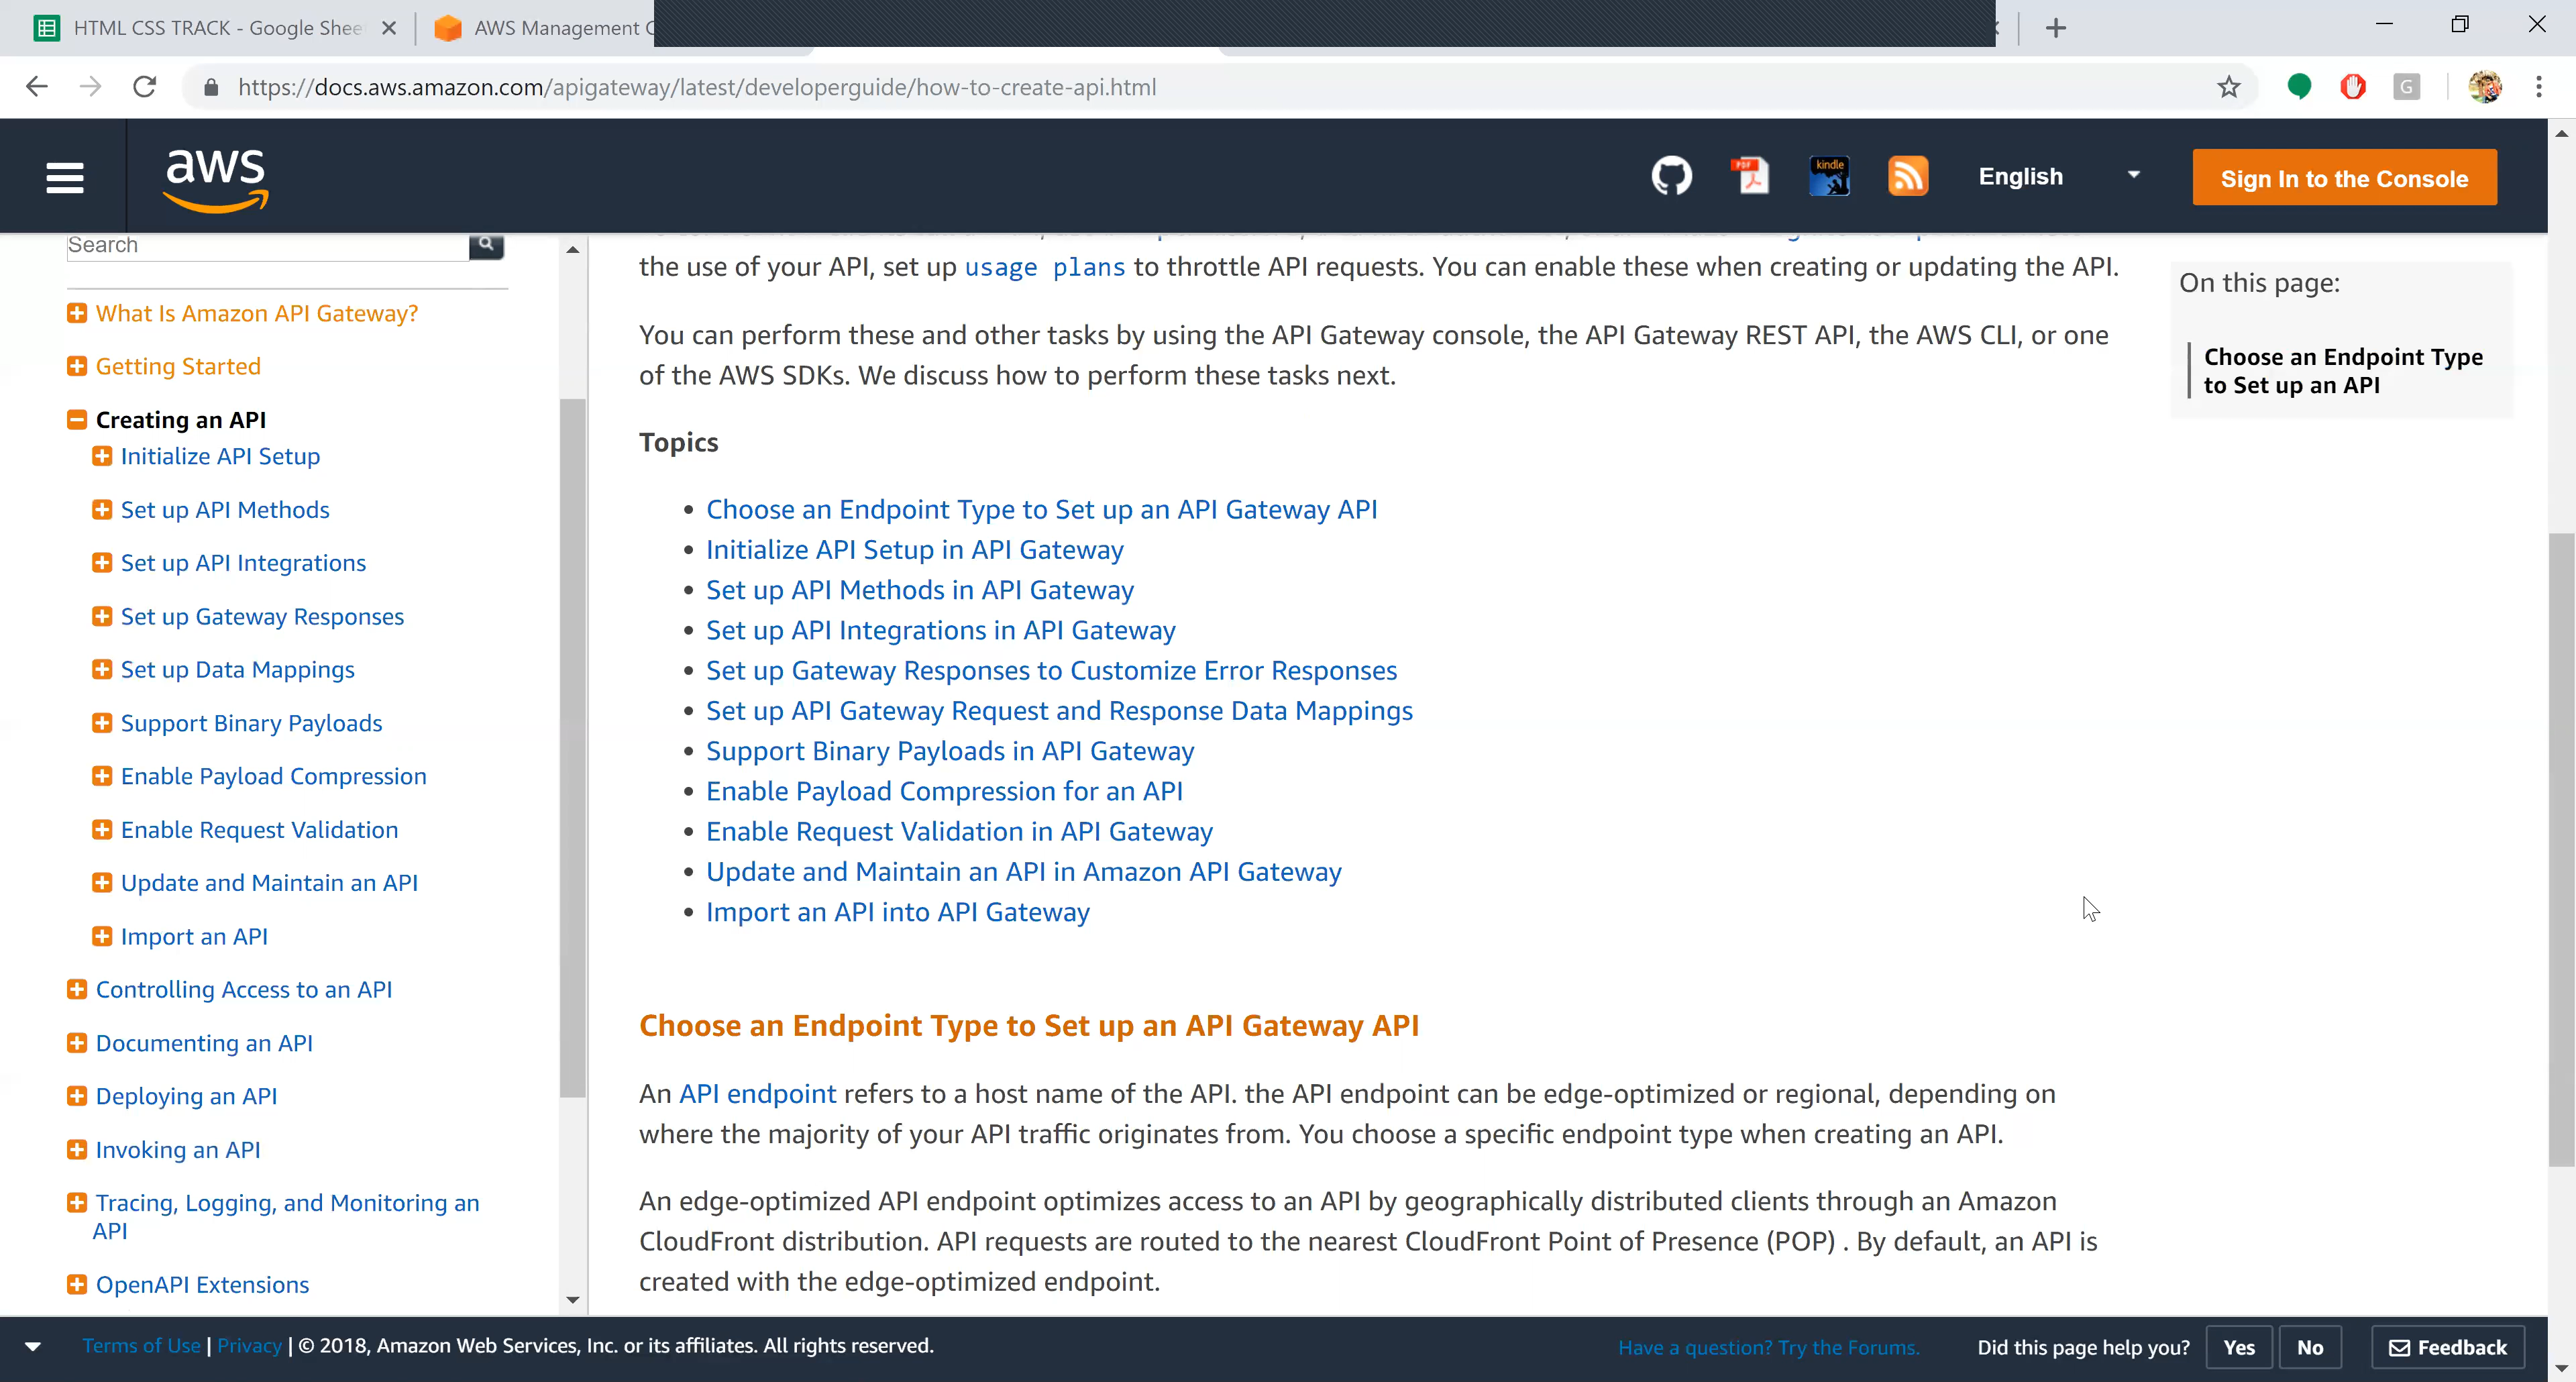 HTML CSS TRACK - Google Shee
AWS Management
https://docs.aws.amazon.com/apigateway/latest/developerguide/how-to-create-api.html
G
aws
PDF
kindle
English
Sign In to the Console
Search
What Is Amazon API Gateway?
Getting Started
Creating an API
Initialize API Setup
Set up API Methods
Set up API Integrations
Set up Gateway Responses
Set up Data Mappings
Support Binary Payloads
Enable Payload Compression
Enable Request Validation
Update and Maintain an API
Import an API
Controlling Access to an API
Documenting an API
Deploying an API
Invoking an API
Tracing, Logging, and Monitoring an
API
OpenAPI Extensions
the use of your API, set up usage plans to throttle API requests. You can enable these when creating or updating the API.
You can perform these and other tasks by using the API Gateway console, the API Gateway REST API, the AWS CLI, or one
of the AWS SDKs. We discuss how to perform these tasks next.
Topics
• Choose an Endpoint Type to Set up an API Gateway API
• Initialize API Setup in API Gateway
• Set up API Methods in API Gateway
• Set up API Integrations in API Gateway
• Set up Gateway Responses to Customize Error Responses
• Set up API Gateway Request and Response Data Mappings
• Support Binary Payloads in API Gateway
• Enable Payload Compression for an API
• Enable Request Validation in API Gateway
• Update and Maintain an API in Amazon API Gateway
• Import an API into API Gateway
Choose an Endpoint Type to Set up an API Gateway API
An API endpoint refers to a host name of the API. the API endpoint can be edge-optimized or regional, depending on
where the majority of your API traffic originates from. You choose a specific endpoint type when creating an API.
An edge-optimized API endpoint optimizes access to an API by geographically distributed clients through an Amazon
CloudFront distribution. API requests are routed to the nearest CloudFront Point of Presence (POP) . By default, an API is
created with the edge-optimized endpoint.
On this page:
Choose an Endpoint Type
to Set up an API
Terms of Use | Privacy | © 2018, Amazon Web Services, Inc. or its affiliates. All rights reserved.
Have a question? Try the Forums.
Did this page help you?
Yes
No
Feedback